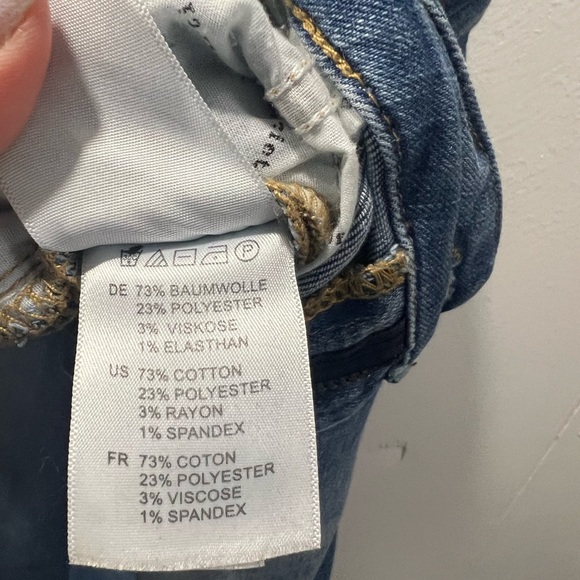 DE 73% BAUMWOLLE
23% POLYESTER
3% VISKOSE
1% ELASTHAN
US 73% COTTON
23% POLYESTER
3% RAYON
1% SPANDEX
FR 73% COTON
23% POLYESTER
3% VISCOSE
1% SPANDEX